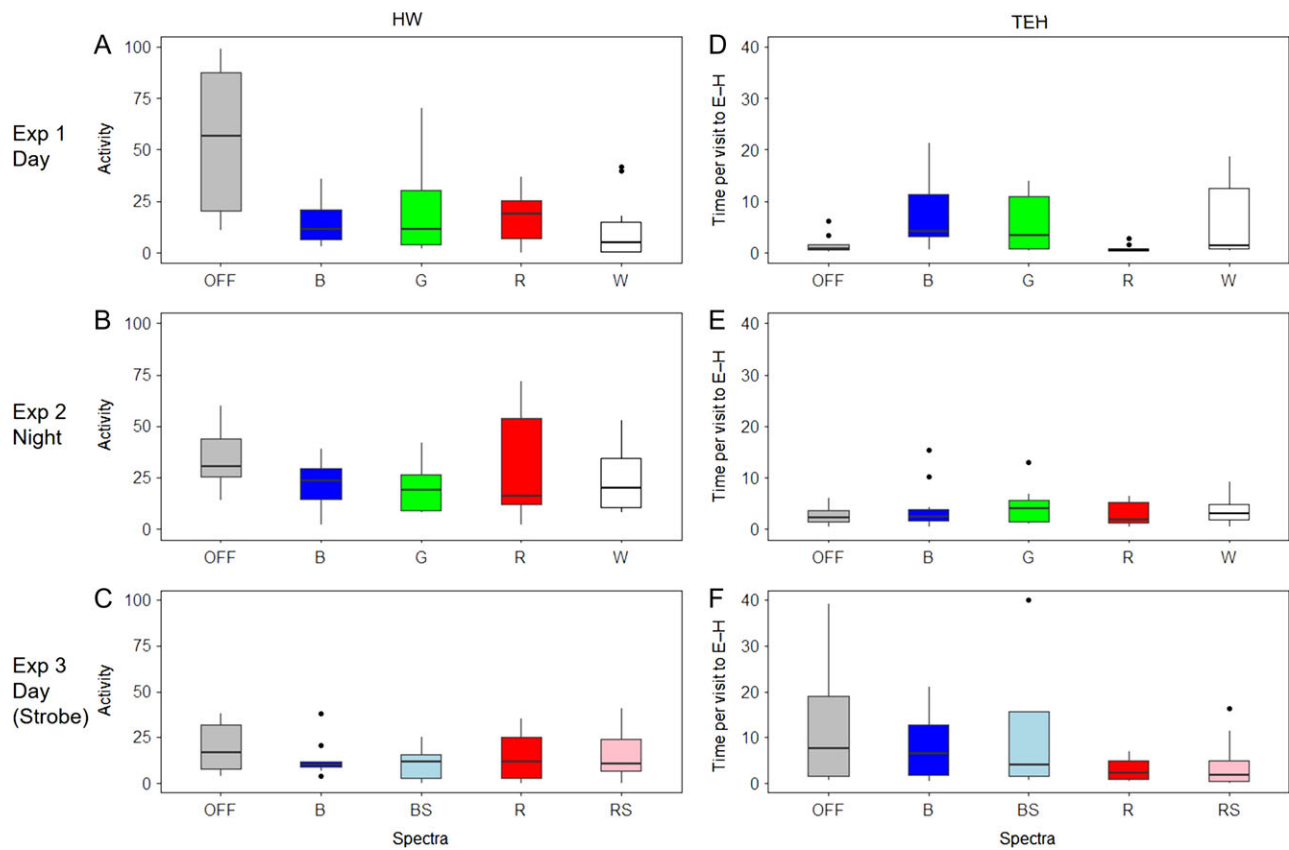 HW
TEH
Exp 1
Day
A
100
75
50
25
0
Activity
OFF B G R W
D
40
30
20
10
0
Time per visit to E–H
OFF B G R W
Exp 2
Night
B
100
75
50
25
0
Activity
OFF B G R W
E
40
30
20
10
0
Time per visit to E–H
OFF B G R W
Exp 3
Day
(Strobe)
C
100
75
50
25
0
Activity
OFF B BS R RS
Spectra
F
40
30
20
10
0
Time per visit to E–H
OFF B BS R RS
Spectra